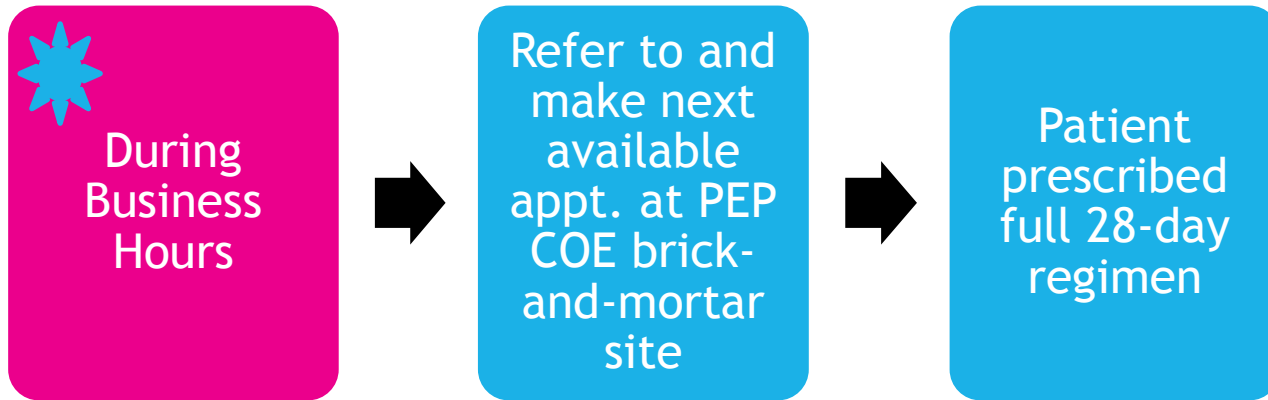 During
Business
Hours
Refer to and
make next
available
appt. at PEP
COE brick-
and-mortar
site
Patient
prescribed
full 28-day
regimen